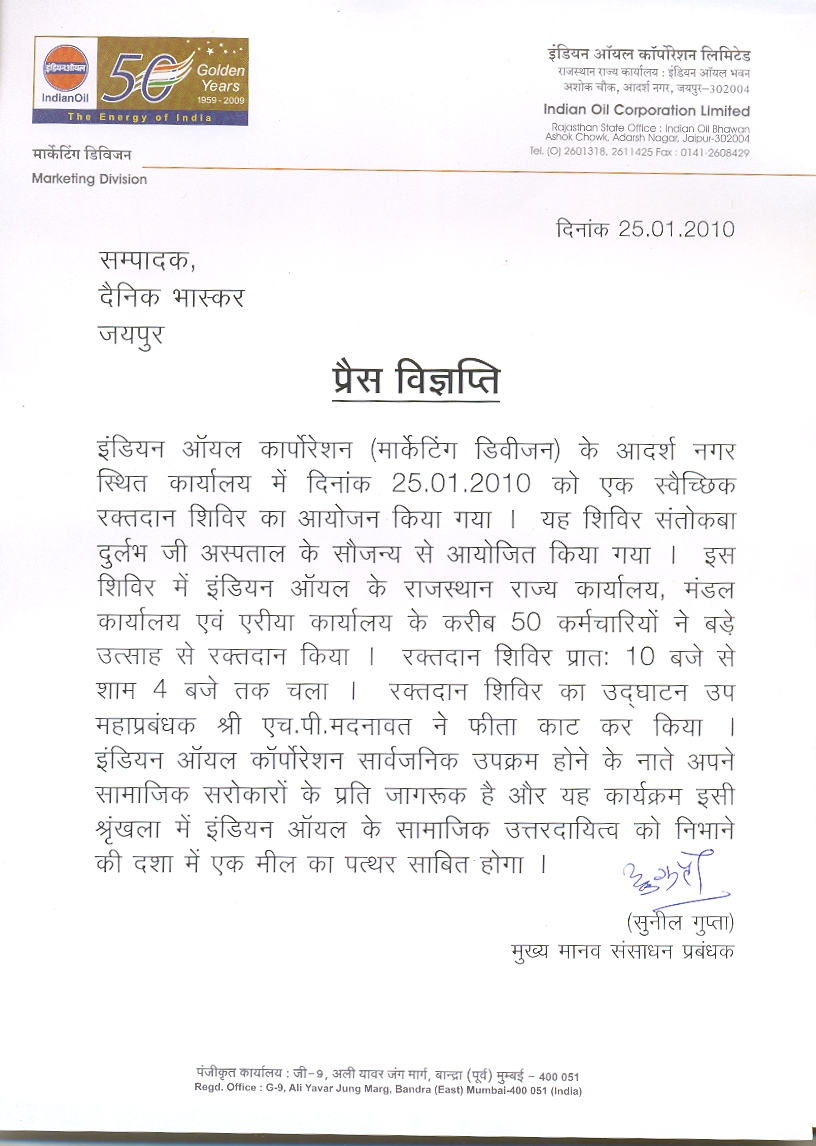 इंडियनऑयल
IndianOil
50 Golden Years
1959 - 2009
The Energy of India
मार्केटिंग डिविजन
Marketing Division
इंडियन ऑयल कॉर्पोरेशन लिमिटेड
राजस्थान राज्य कार्यालय : इंडियन ऑयल भवन
अशोक चौक, आदर्श नगर, जयपुर-302004
Indian Oil Corporation Limited
Rajasthan State Office : Indian Oil Bhawan
Ashok Chowk, Adarsh Nagar, Jaipur-302004
Tel. (O) 2601318, 2611425 Fax : 0141-2608429
दिनांक 25.01.2010
सम्पादक,
दैनिक भास्कर
जयपुर
प्रैस विज्ञप्ति
इंडियन ऑयल कार्पोरेशन (मार्केटिंग डिवीजन) के आदर्श नगर
स्थित कार्यालय में दिनांक 25.01.2010 को एक स्वैच्छिक
रक्तदान शिविर का आयोजन किया गया । यह शिविर संतोकबा
दुर्लभ जी अस्पताल के सौजन्य से आयोजित किया गया । इस
शिविर में इंडियन ऑयल के राजस्थान राज्य कार्यालय, मंडल
कार्यालय एवं एरीया कार्यालय के करीब 50 कर्मचारियों ने बड़े
उत्साह से रक्तदान किया । रक्तदान शिविर प्रातः 10 बजे से
शाम 4 बजे तक चला । रक्तदान शिविर का उद्‌घाटन उप
महाप्रबंधक श्री एच.पी.मदनावत ने फीता काट कर किया ।
इंडियन ऑयल कॉर्पोरेशन सार्वजनिक उपक्रम होने के नाते अपने
सामाजिक सरोकारों के प्रति जागरूक है और यह कार्यक्रम इसी
श्रृंखला में इंडियन ऑयल के सामाजिक उत्तरदायित्व को निभाने
की दशा में एक मील का पत्थर साबित होगा ।
(सुनील गुप्ता)
मुख्य मानव संसाधन प्रबंधक
पंजीकृत कार्यालय : जी-9, अली यावर जंग मार्ग, बान्द्रा (पूर्व) मुम्बई - 400 051
Regd. Office : G-9, Ali Yavar Jung Marg, Bandra (East) Mumbai-400 051 (India)